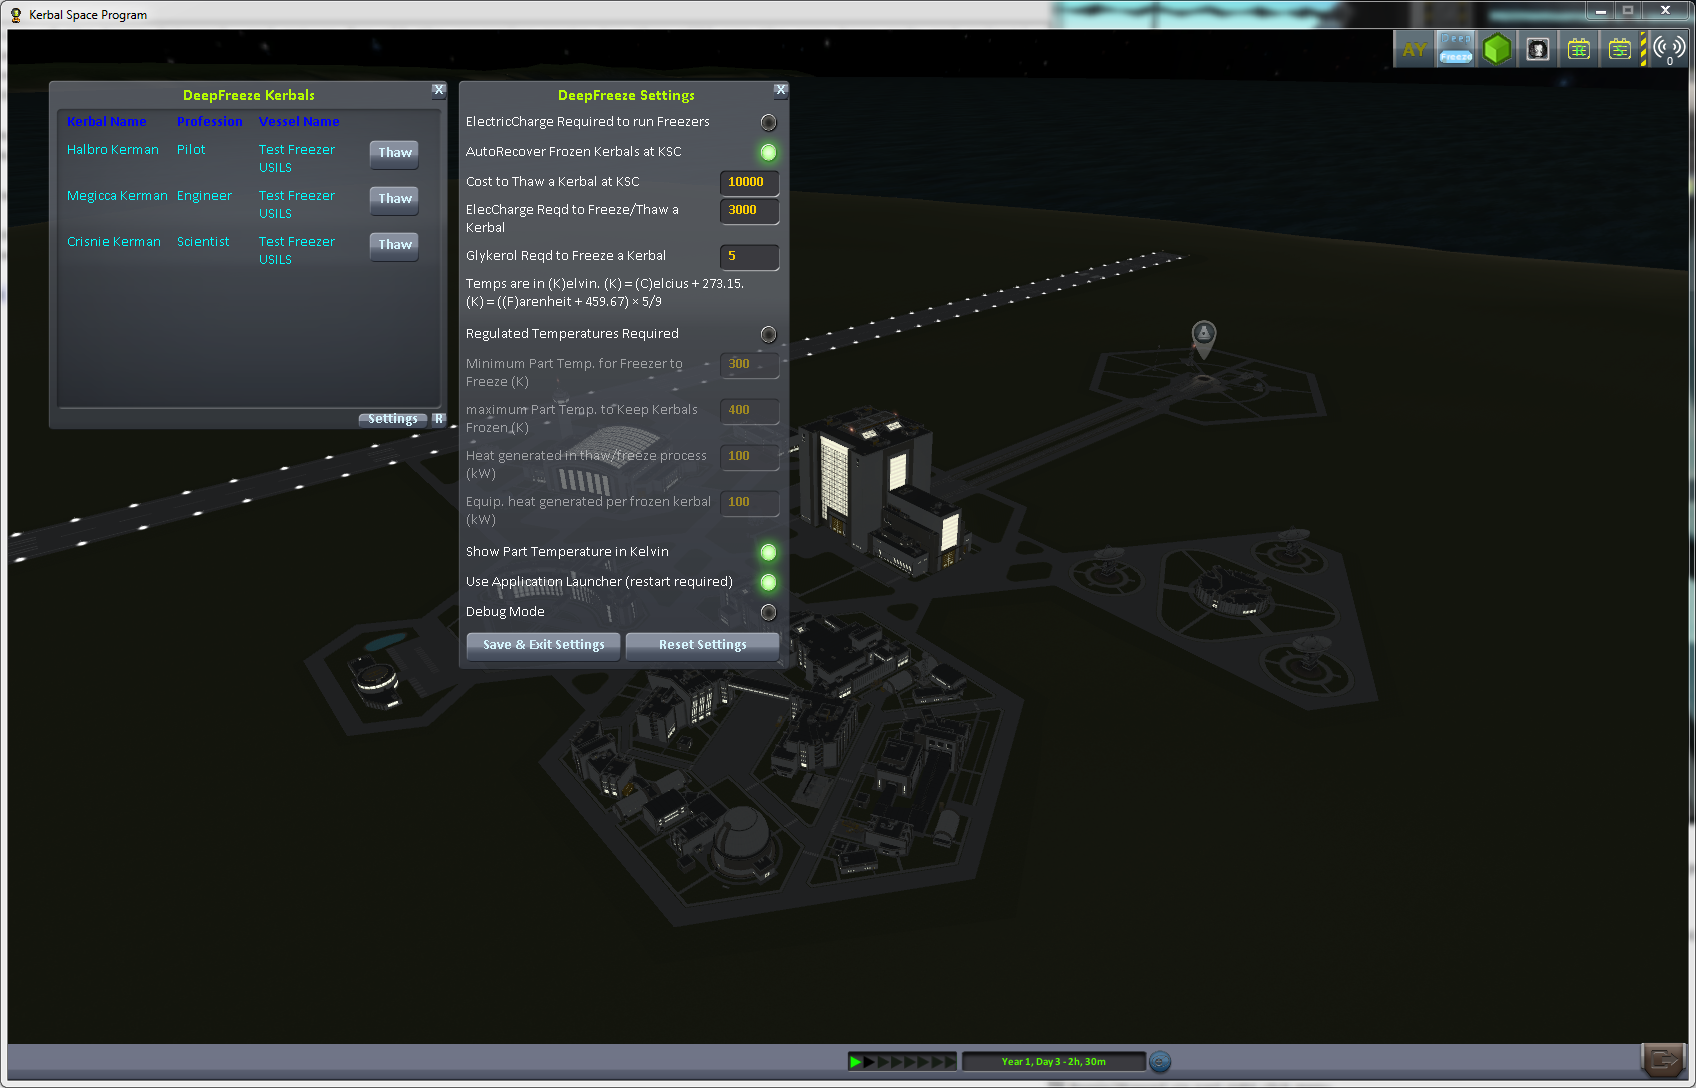 Kerbal Space Program
AY
Deep
Freeze
0
DeepFreeze Kerbals
X
Kerbal Name Profession Vessel Name
Halbro Kerman Pilot Test Freezer
USILS
Thaw
Megicca Kerman Engineer Test Freezer
USILS
Thaw
Crisnie Kerman Scientist Test Freezer
USILS
Thaw
Settings R
DeepFreeze Settings
X
ElectricCharge Required to run Freezers
AutoRecover Frozen Kerbals at KSC
Cost to Thaw a Kerbal at KSC 10000
ElecCharge Reqd to Freeze/Thaw a
Kerbal
3000
Glykerol Reqd to Freeze a Kerbal 5
Temps are in (K)elvin. (K) = (C)elcius + 273.15.
(K) = ((F)arenheit + 459.67) × 5/9
Regulated Temperatures Required
Minimum Part Temp. for Freezer to
Freeze (K)
300
maximum Part Temp. to Keep Kerbals
Frozen (K)
400
Heat generated in thaw/freeze process
(kW)
100
Equip. heat generated per frozen kerbal
(kW)
100
Show Part Temperature in Kelvin
Use Application Launcher (restart required)
Debug Mode
Save & Exit Settings Reset Settings
Year 1, Day 3 - 2h, 30m